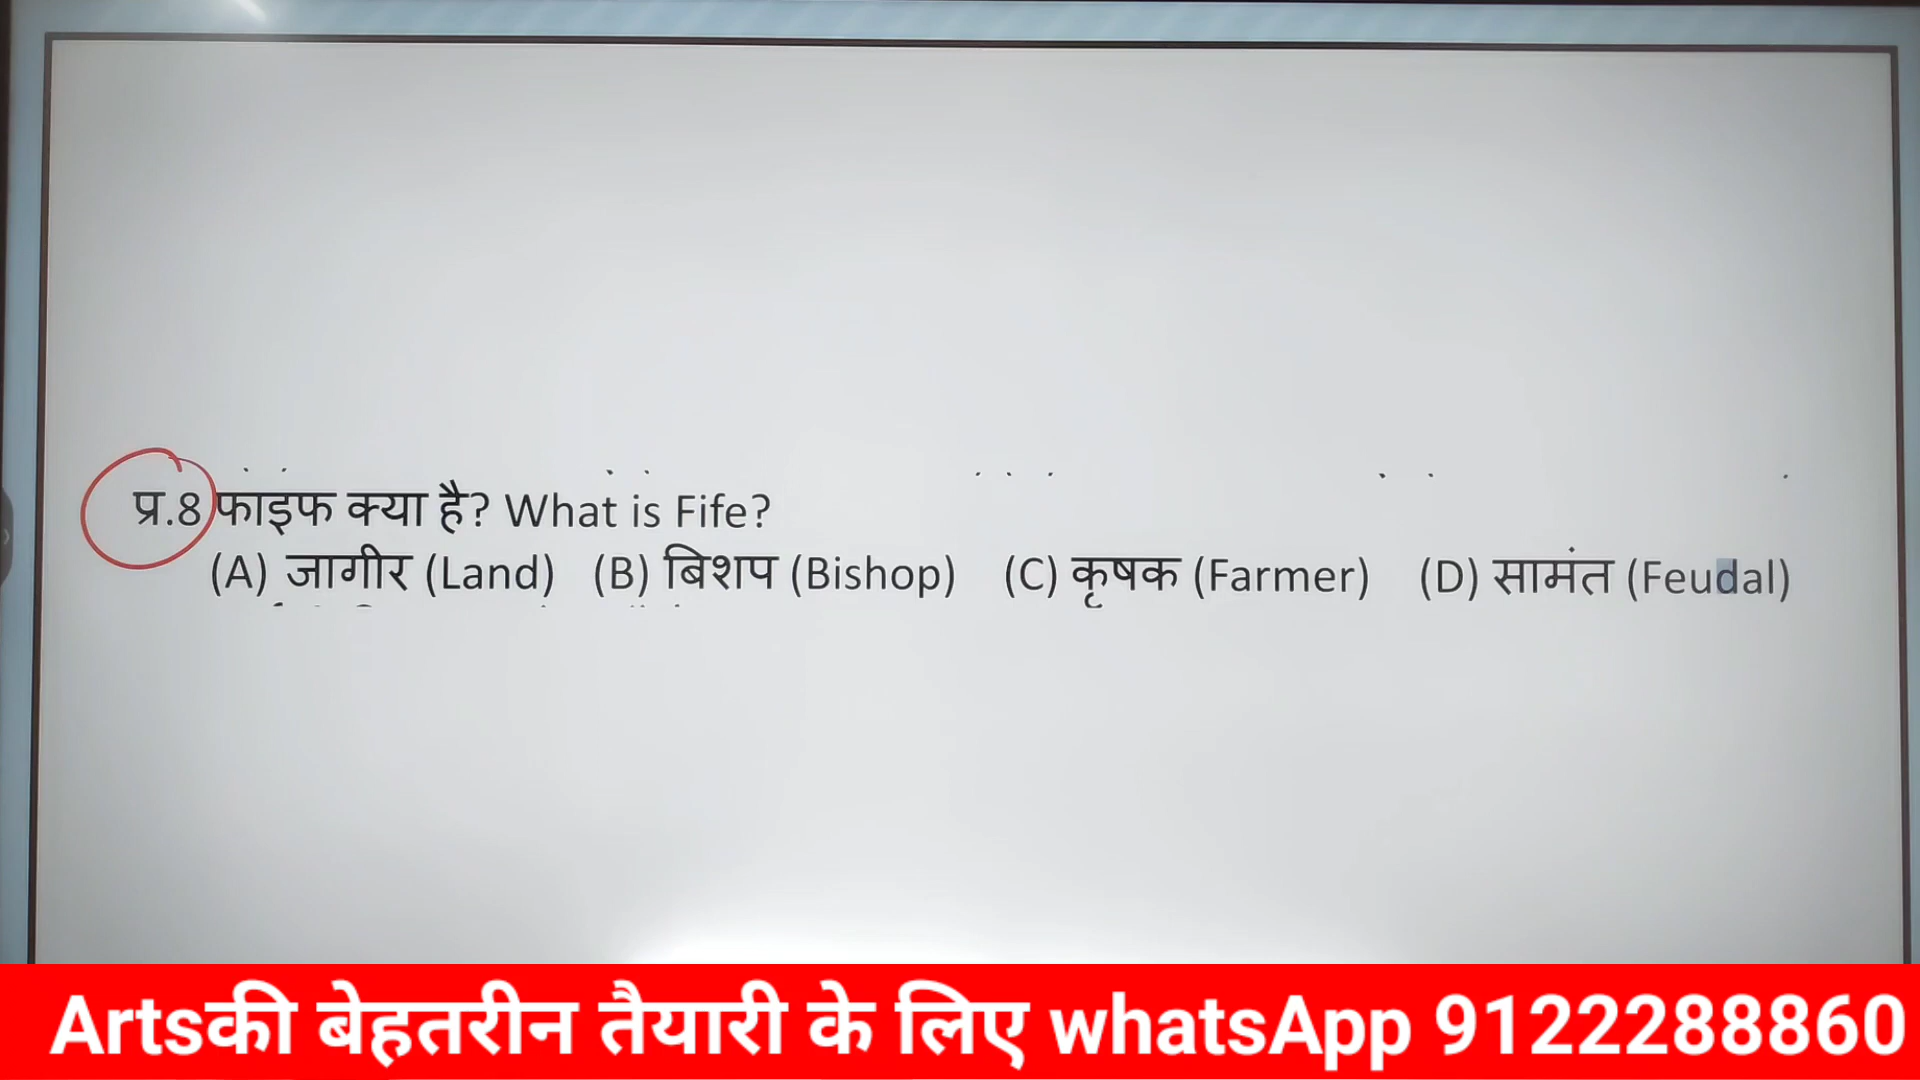 प्र.8 फाइफ क्या है? What is Fife?
(A) जागीर (Land) (B) बिशप (Bishop) (C) कृषक (Farmer) (D) सामंत (Feudal)
Artsकी बेहतरीन तैयारी के लिए whatsApp 9122288860